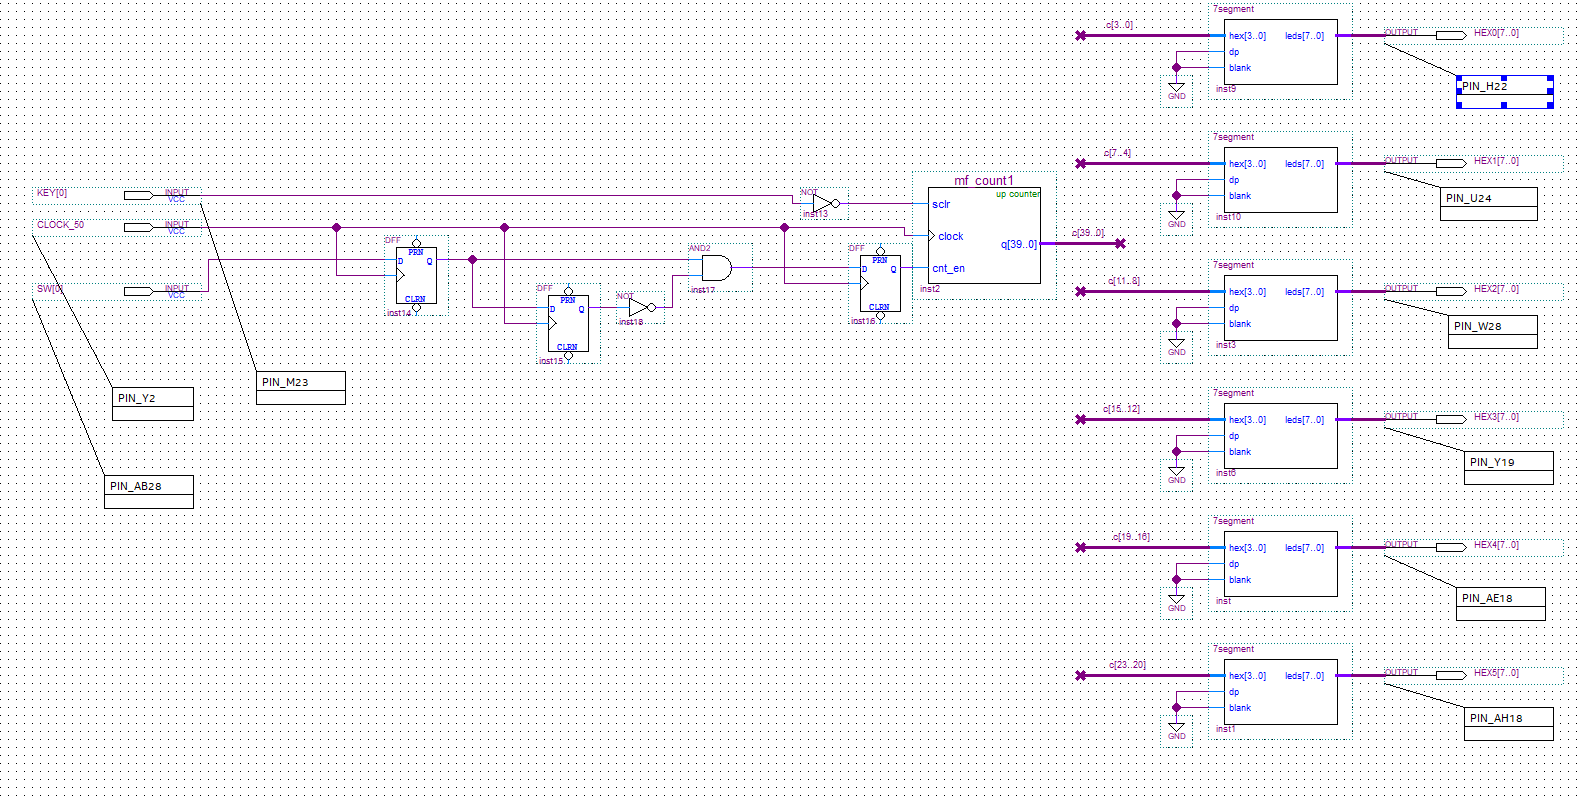 7segment
c[3..0]
hex[3..0] leds[7..0]
dp
blank
GND
inst9
OUTPUT HEX0[7..0]
PIN_H22
7segment
c[7..4]
hex[3..0] leds[7..0]
dp
blank
GND
inst10
OUTPUT HEX1[7..0]
PIN_U24
KEY[0] INPUT
VCC
CLOCK_50 INPUT
VCC
SW[0] INPUT
VCC
PIN_M23
PIN_Y2
PIN_AB28
DFF
PRN
D Q
CLRN
inst14
DFF
PRN
D Q
CLRN
inst15
NOT
inst18
AND2
inst17
NOT
inst13
DFF
PRN
D Q
CLRN
inst16
mf_count1
up counter
sclr
clock
q[39..0]
cnt_en
inst2
c[39..0]
7segment
c[11..8]
hex[3..0] leds[7..0]
dp
blank
GND
inst3
OUTPUT HEX2[7..0]
PIN_W28
7segment
c[15..12]
hex[3..0] leds[7..0]
dp
blank
GND
inst6
OUTPUT HEX3[7..0]
PIN_Y19
7segment
c[19..16]
hex[3..0] leds[7..0]
dp
blank
GND
inst
OUTPUT HEX4[7..0]
PIN_AE18
7segment
c[23..20]
hex[3..0] leds[7..0]
dp
blank
GND
inst1
OUTPUT HEX5[7..0]
PIN_AH18